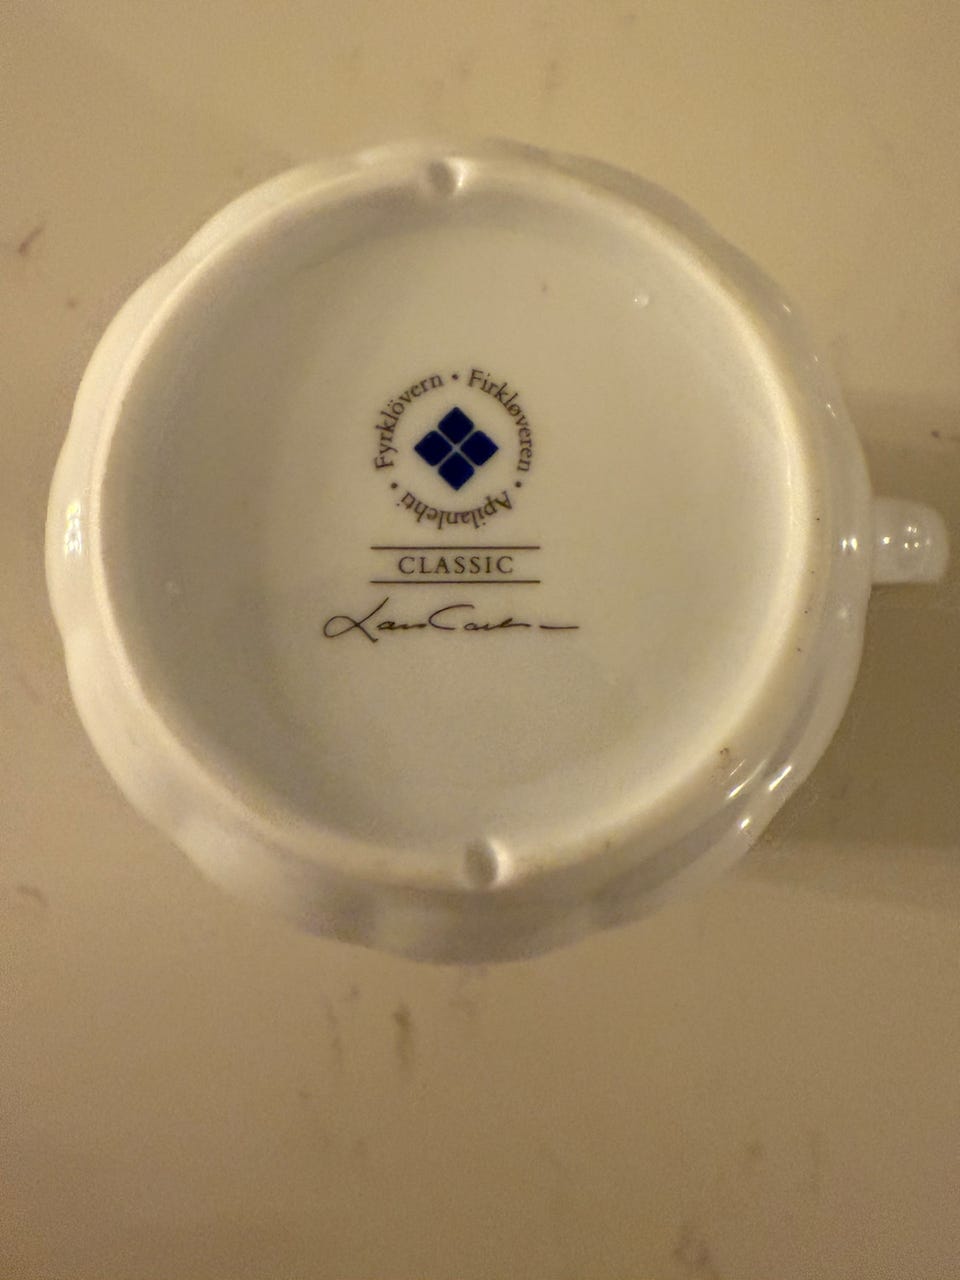 Fyrklövern • Firkløveren • Apilanlehti •
CLASSIC